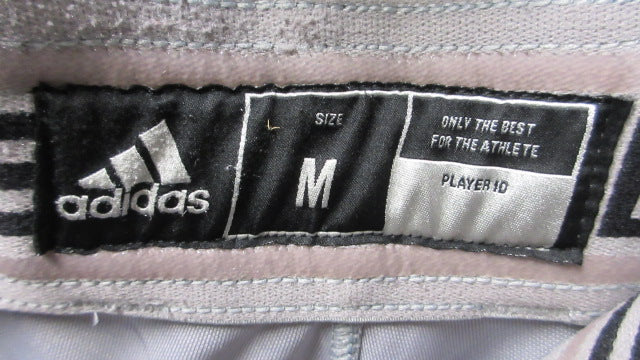 adidas
SIZE
M
ONLY THE BEST
FOR THE ATHLETE
PLAYER ID